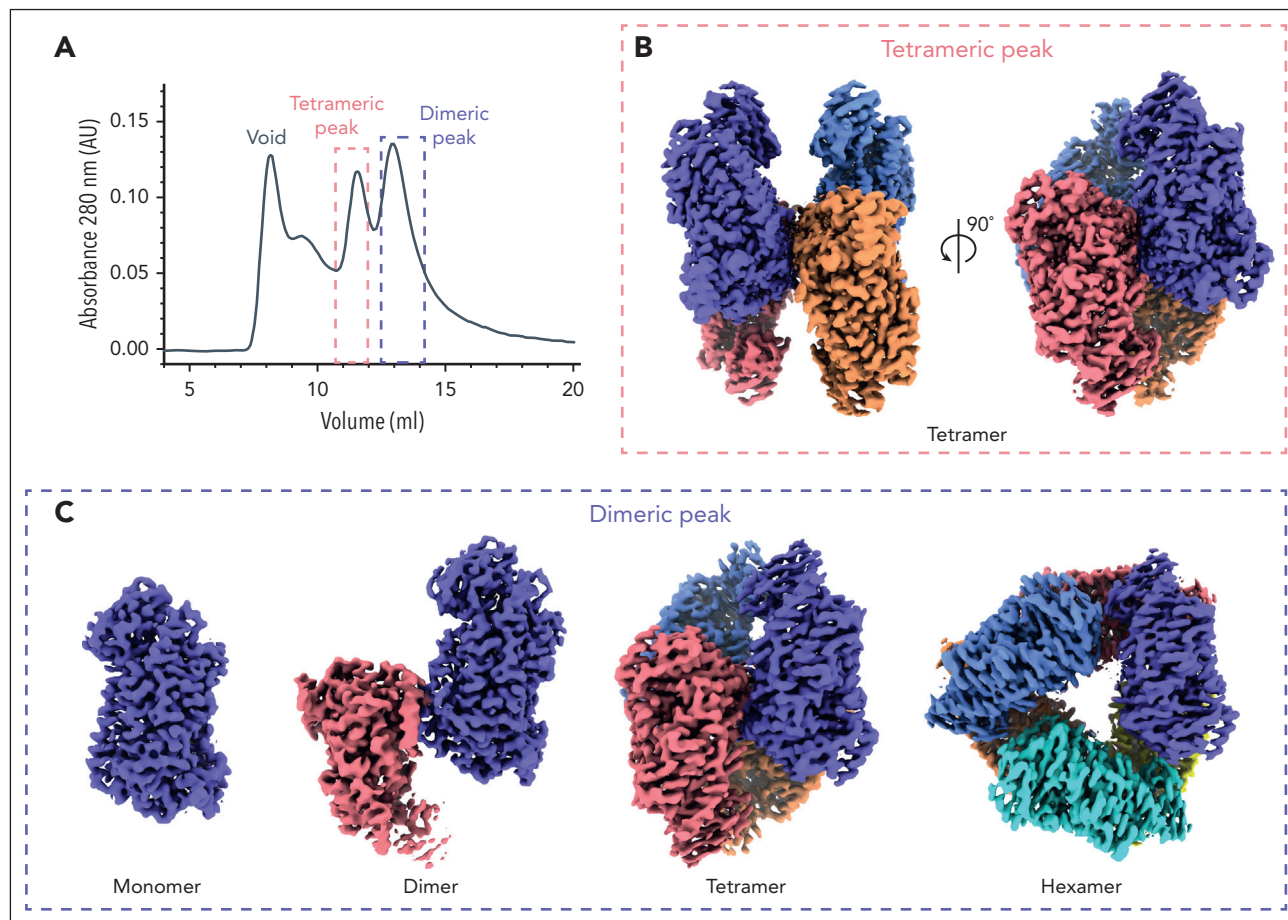 A
Absorbance 280 nm (AU)
0.15
0.10
0.05
0.00
Void
Tetrameric
peak
Dimeric
peak
5
10
15
20
Volume (ml)
B
Tetrameric peak
90°
Tetramer
C
Dimeric peak
Monomer
Dimer
Tetramer
Hexamer